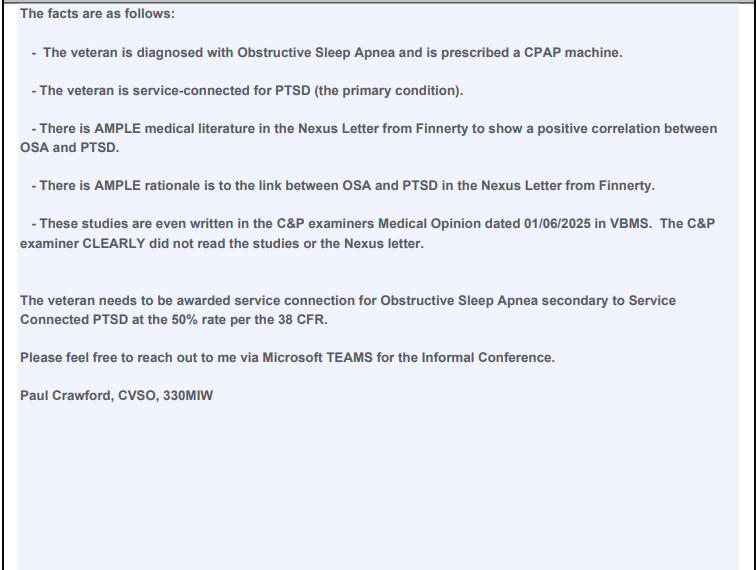 The facts are as follows:
- The veteran is diagnosed with Obstructive Sleep Apnea and is prescribed a CPAP machine.
- The veteran is service-connected for PTSD (the primary condition).
- There is AMPLE medical literature in the Nexus Letter from Finnerty to show a positive correlation between
OSA and PTSD.
- There is AMPLE rationale is to the link between OSA and PTSD in the Nexus Letter from Finnerty.
- These studies are even written in the C&P examiners Medical Opinion dated 01/06/2025 in VBMS.  The C&P
examiner CLEARLY did not read the studies or the Nexus letter.
The veteran needs to be awarded service connection for Obstructive Sleep Apnea secondary to Service
Connected PTSD at the 50% rate per the 38 CFR.
Please feel free to reach out to me via Microsoft TEAMS for the Informal Conference.
Paul Crawford, CVSO, 330MIW